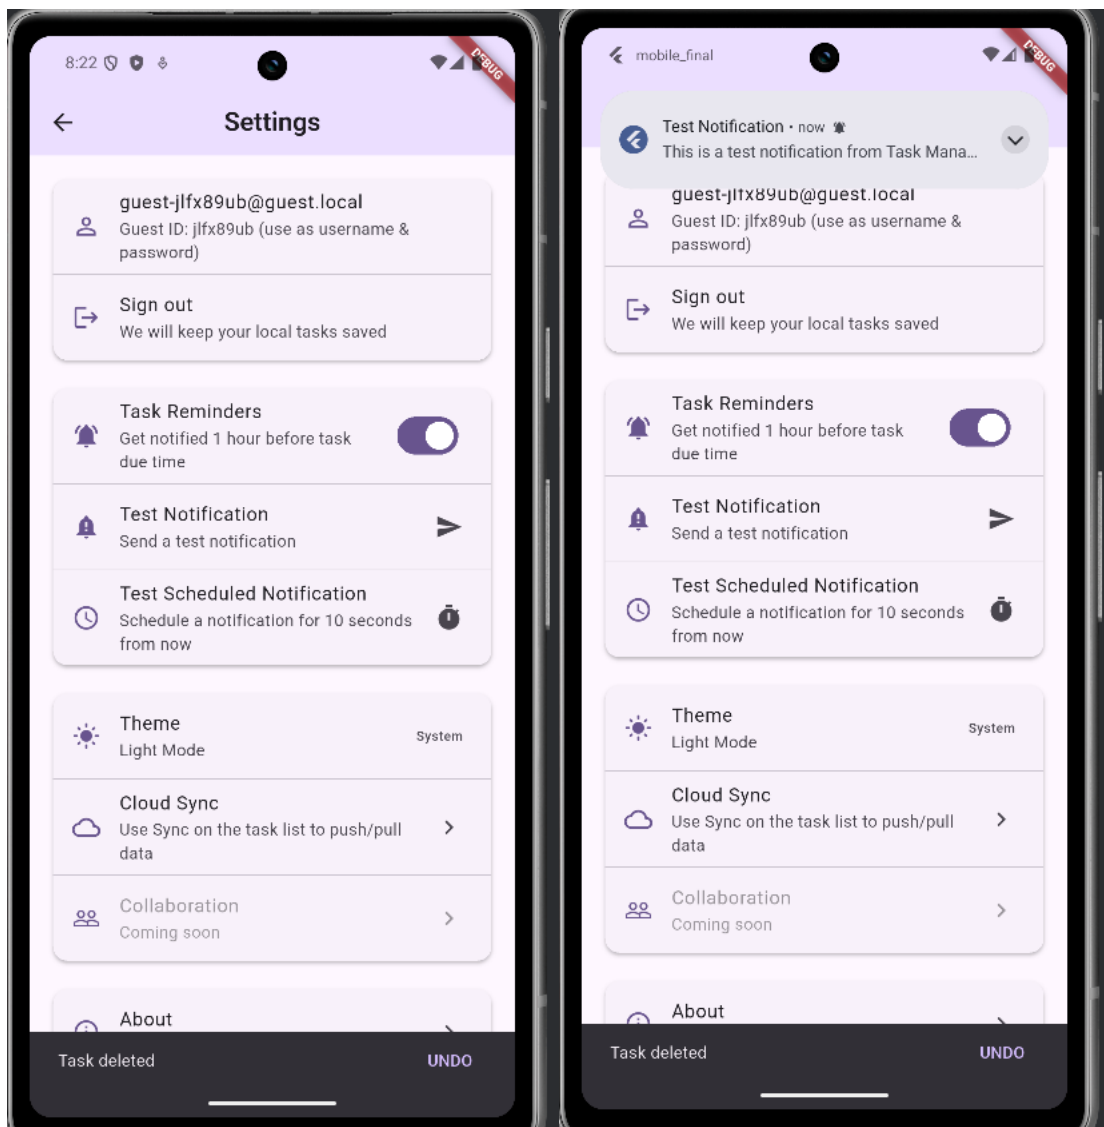 8:22
DEBUG
Settings
guest-jlfx89ub@guest.local
Guest ID: jlfx89ub (use as username &
password)
Sign out
We will keep your local tasks saved
Task Reminders
Get notified 1 hour before task
due time
Test Notification
Send a test notification
Test Scheduled Notification
Schedule a notification for 10 seconds
from now
Theme
Light Mode
System
Cloud Sync
Use Sync on the task list to push/pull
data
Collaboration
Coming soon
About
Task deleted
UNDO
mobile_final
DEBUG
Test Notification • now
This is a test notification from Task Mana...
guest-jlfx89ub@guest.local
Guest ID: jlfx89ub (use as username &
password)
Sign out
We will keep your local tasks saved
Task Reminders
Get notified 1 hour before task
due time
Test Notification
Send a test notification
Test Scheduled Notification
Schedule a notification for 10 seconds
from now
Theme
Light Mode
System
Cloud Sync
Use Sync on the task list to push/pull
data
Collaboration
Coming soon
About
Task deleted
UNDO